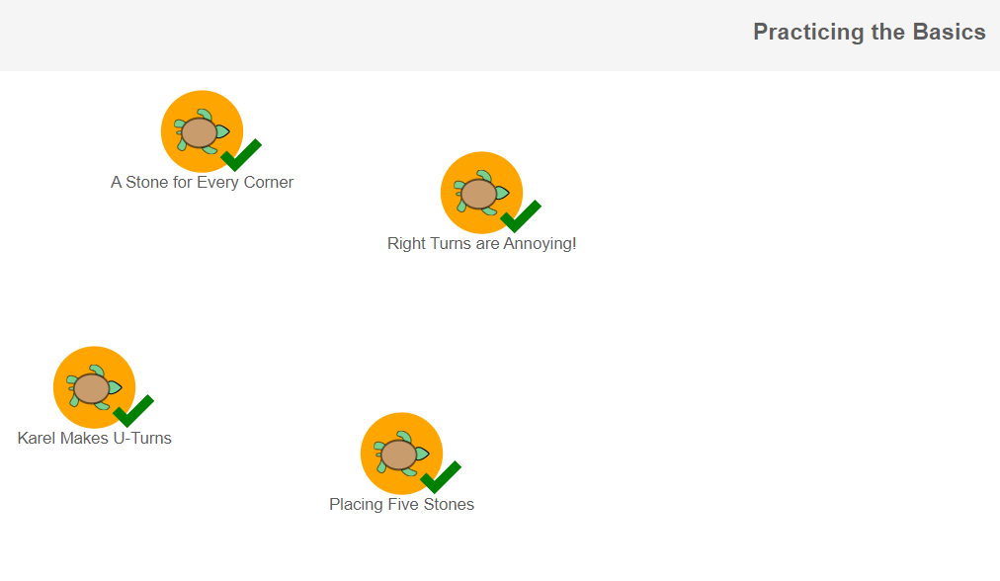 Practicing the Basics
A Stone for Every Corner
Right Turns are Annoying!
Karel Makes U-Turns
Placing Five Stones